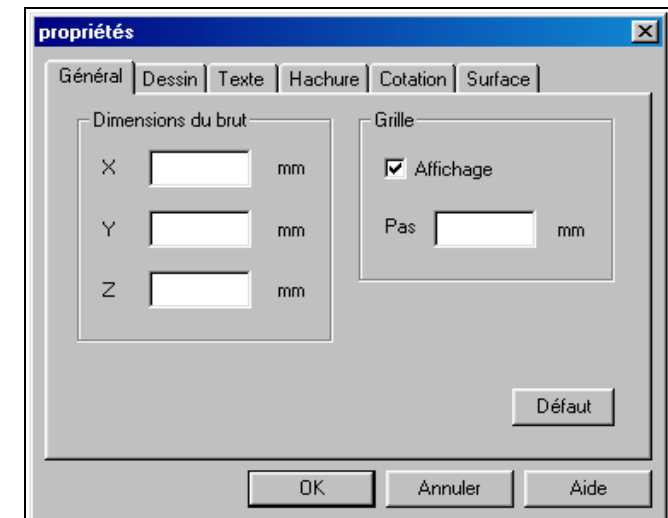 propriétés
Général Dessin Texte Hachure Cotation Surface
Dimensions du brut
X mm
Y mm
Z mm
Grille
Affichage
Pas mm
Défaut
OK Annuler Aide